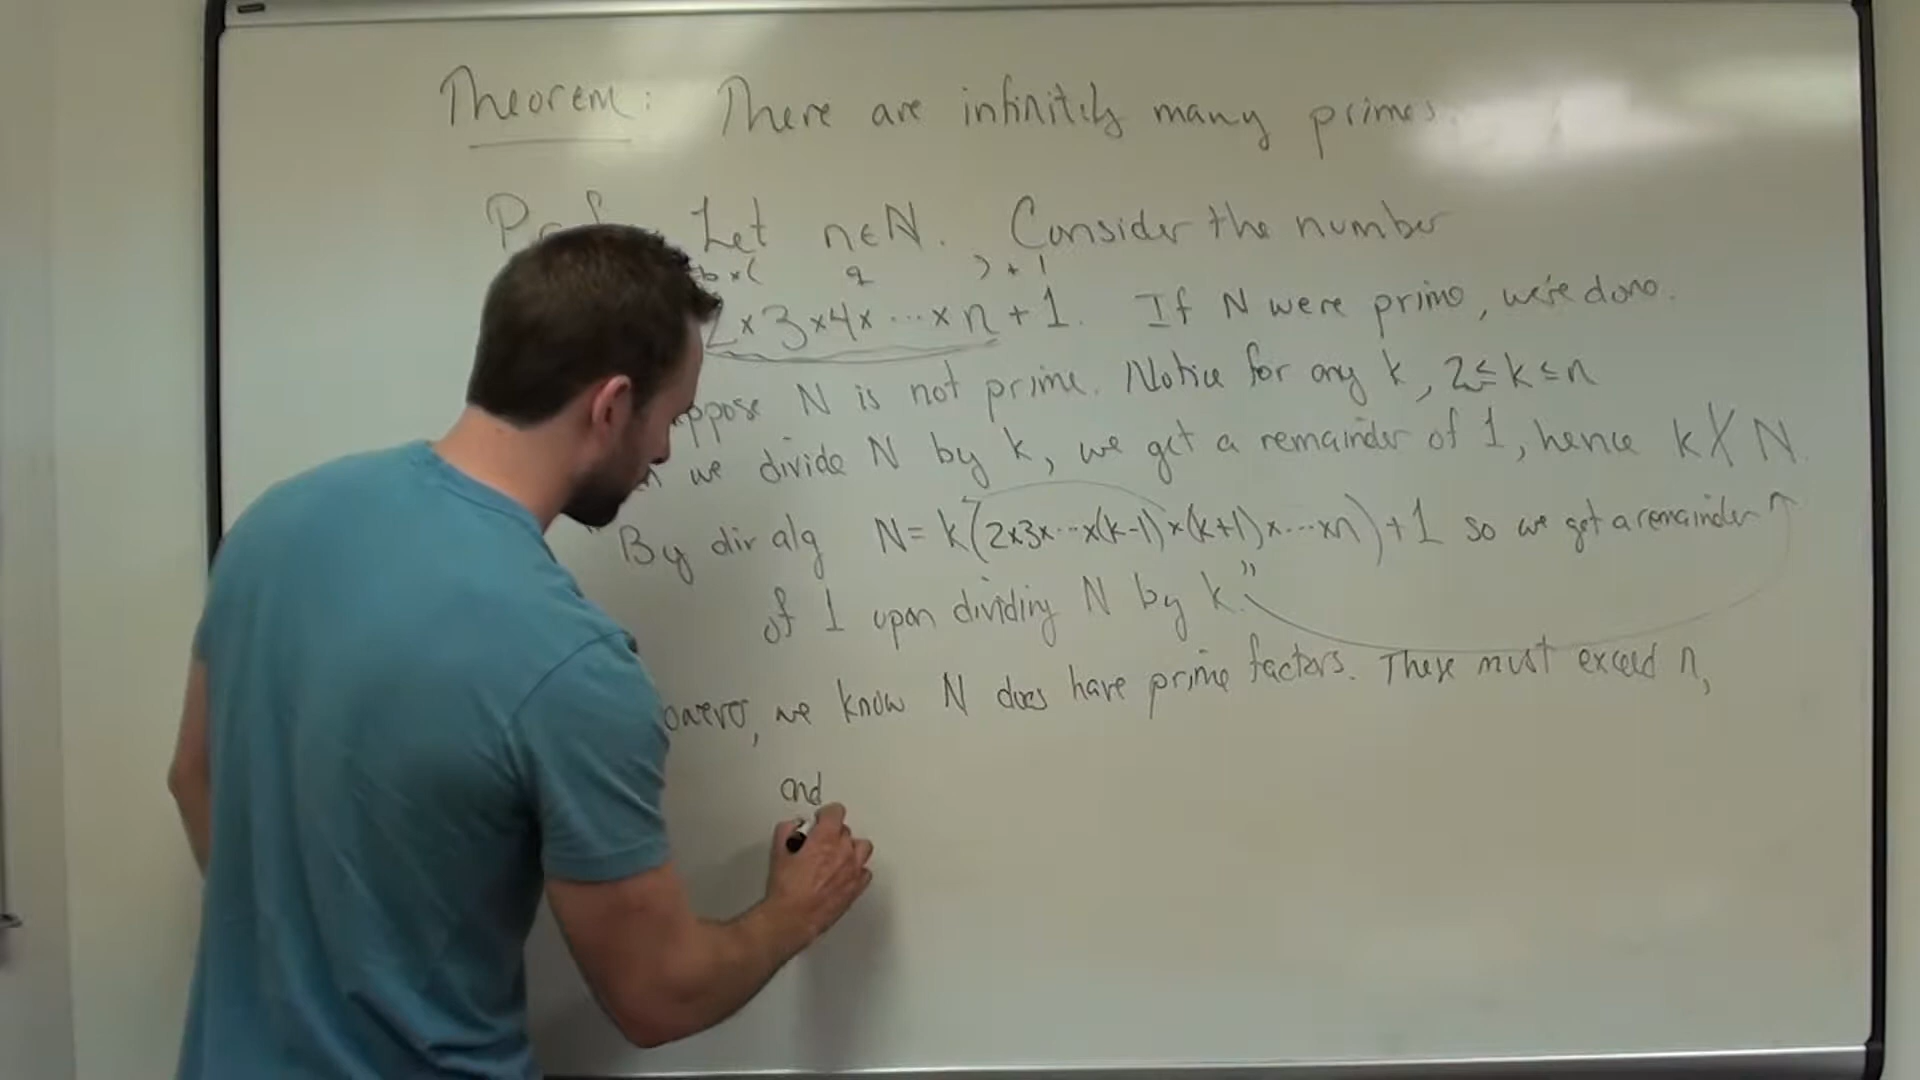 Theorem: There are infinitely many primes.
Let n∈N. Consider the number
b×( q ) + 1
2×3×4×⋯×n+1. If N were prime, we're done.
ppose N is not prime. Notice for any k, 2≤k≤n
n we divide N by k, we get a remainder of 1, hence k∤N.
"By div alg N= k(2×3×⋯×(k-1)×(k+1)×⋯×n)+1 so we get a remainder
of 1 upon dividing N by k."
owever, we know N does have prime factors. These must exceed n,
and